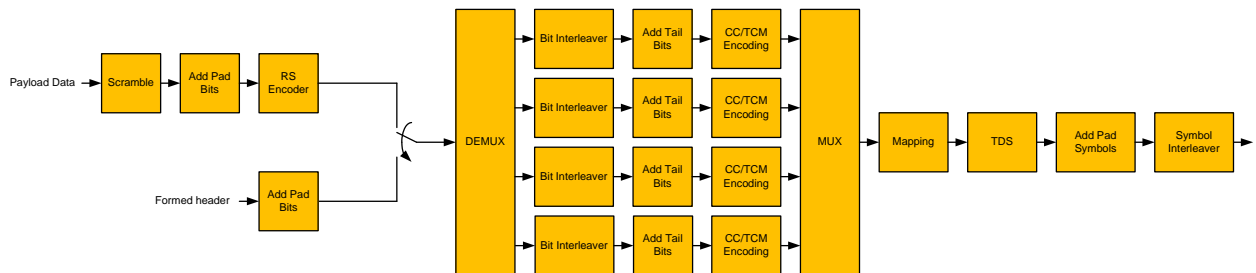 Payload Data
Scramble
Add Pad
Bits
RS
Encoder
Formed header
Add Pad
Bits
DEMUX
Bit Interleaver
Add Tail
Bits
CC/TCM
Encoding
Bit Interleaver
Add Tail
Bits
CC/TCM
Encoding
Bit Interleaver
Add Tail
Bits
CC/TCM
Encoding
Bit Interleaver
Add Tail
Bits
CC/TCM
Encoding
MUX
Mapping
TDS
Add Pad
Symbols
Symbol
Interleaver